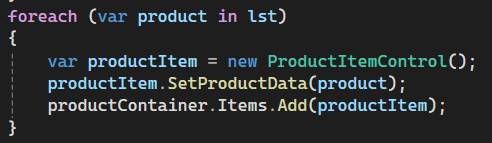 foreach (var product in lst)
{
var productItem = new ProductItemControl();
productItem.SetProductData(product);
productContainer.Items.Add(productItem);
}